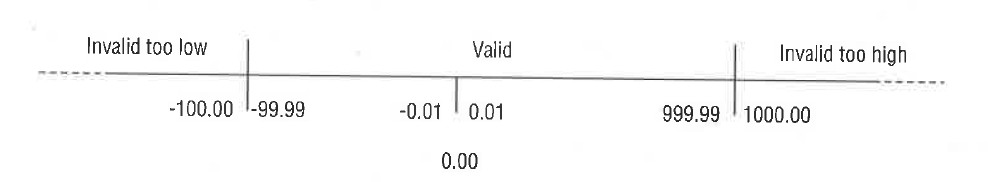 Invalid too low Valid Invalid too high
-100.00 -99.99 -0.01 0.01 999.99 1000.00
0.00